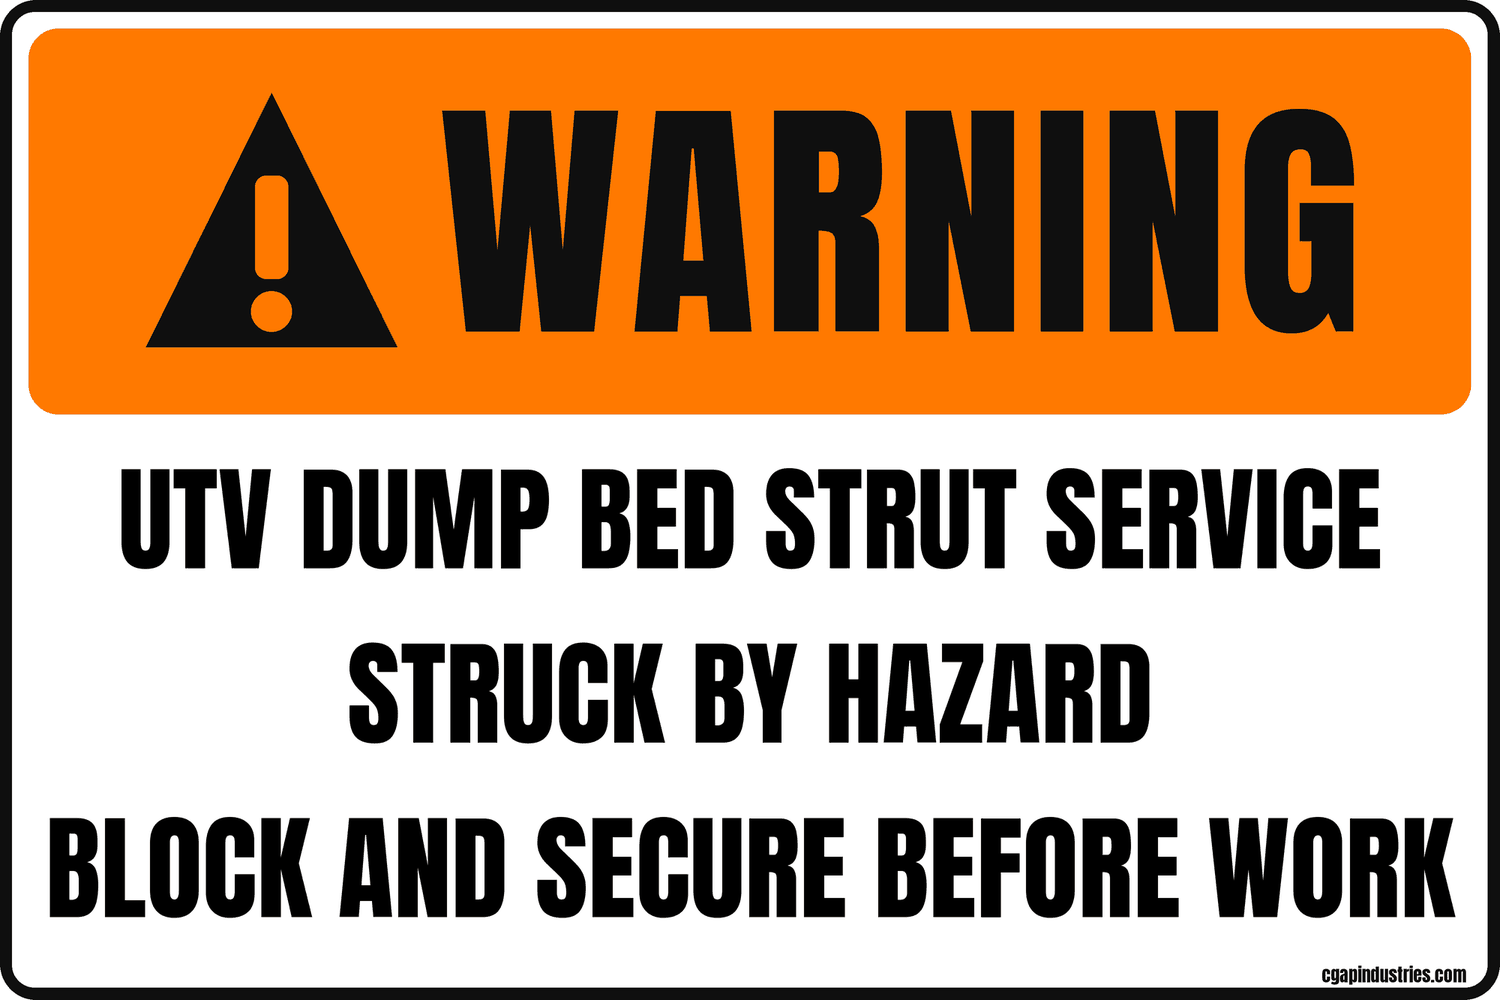 WARNING
UTV DUMP BED STRUT SERVICE
STRUCK BY HAZARD
BLOCK AND SECURE BEFORE WORK
cgapindustries.com